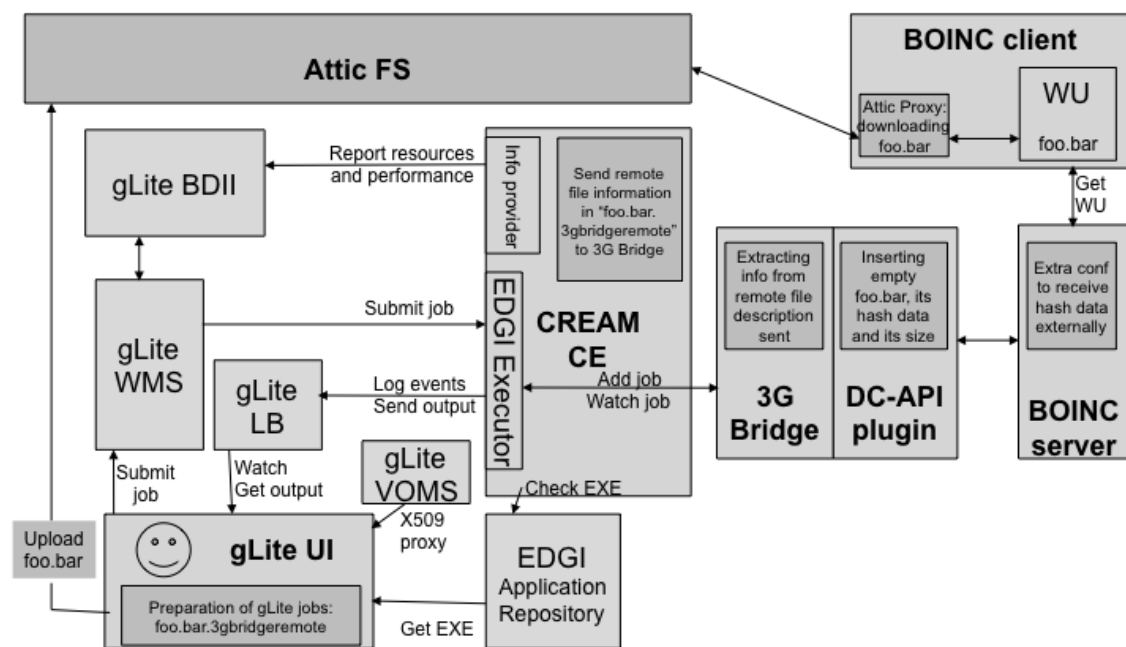 Attic FS
BOINC client
Attic Proxy:
downloading
foo.bar
WU
foo.bar
Get
WU
gLite BDII
Report resources
and performance
Info provider
Send remote
file information
in “foo.bar.
3gbridgeremote”
to 3G Bridge
CREAM
CE
EDGI Executor
gLite
WMS
Submit job
gLite
LB
Log events
Send output
Add job
Watch job
Extracting
info from
remote file
description
sent
3G
Bridge
Inserting
empty
foo.bar, its
hash data
and its size
DC-API
plugin
Extra conf
to receive
hash data
externally
BOINC
server
Submit
job
Watch
Get output
gLite
VOMS
X509
proxy
Check EXE
Upload
foo.bar
gLite UI
Preparation of gLite jobs:
foo.bar.3gbridgeremote
Get EXE
EDGI
Application
Repository